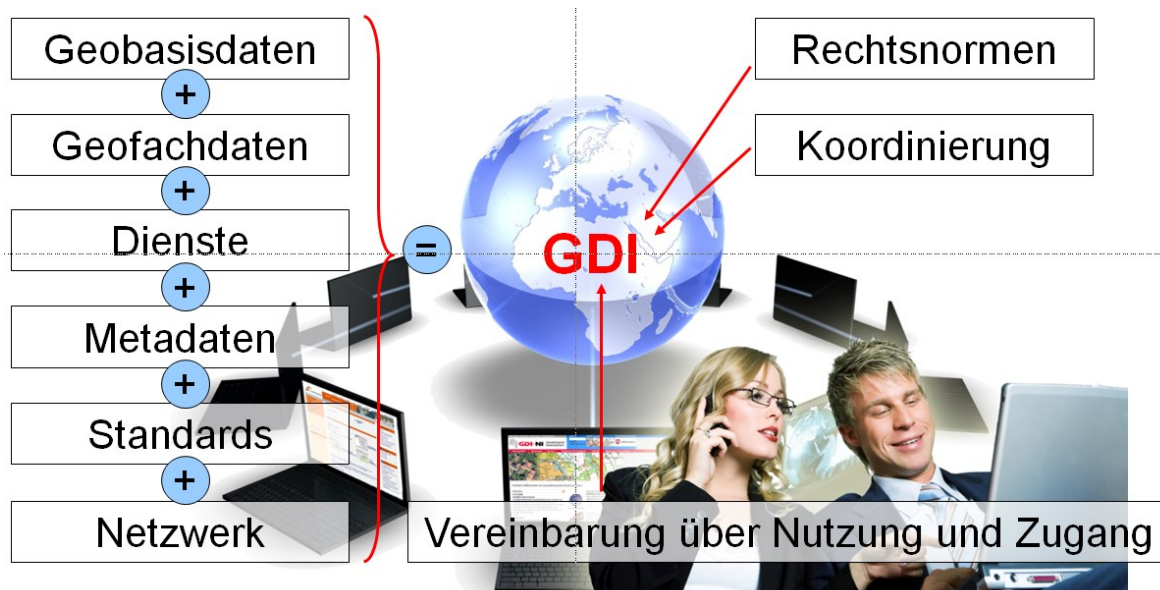 Geobasisdaten
+
Geofachdaten
+
Dienste
+
Metadaten
+
Standards
+
Netzwerk
=
GDI
Rechtsnormen
Koordinierung
GDI-NI
Vereinbarung über Nutzung und Zugang